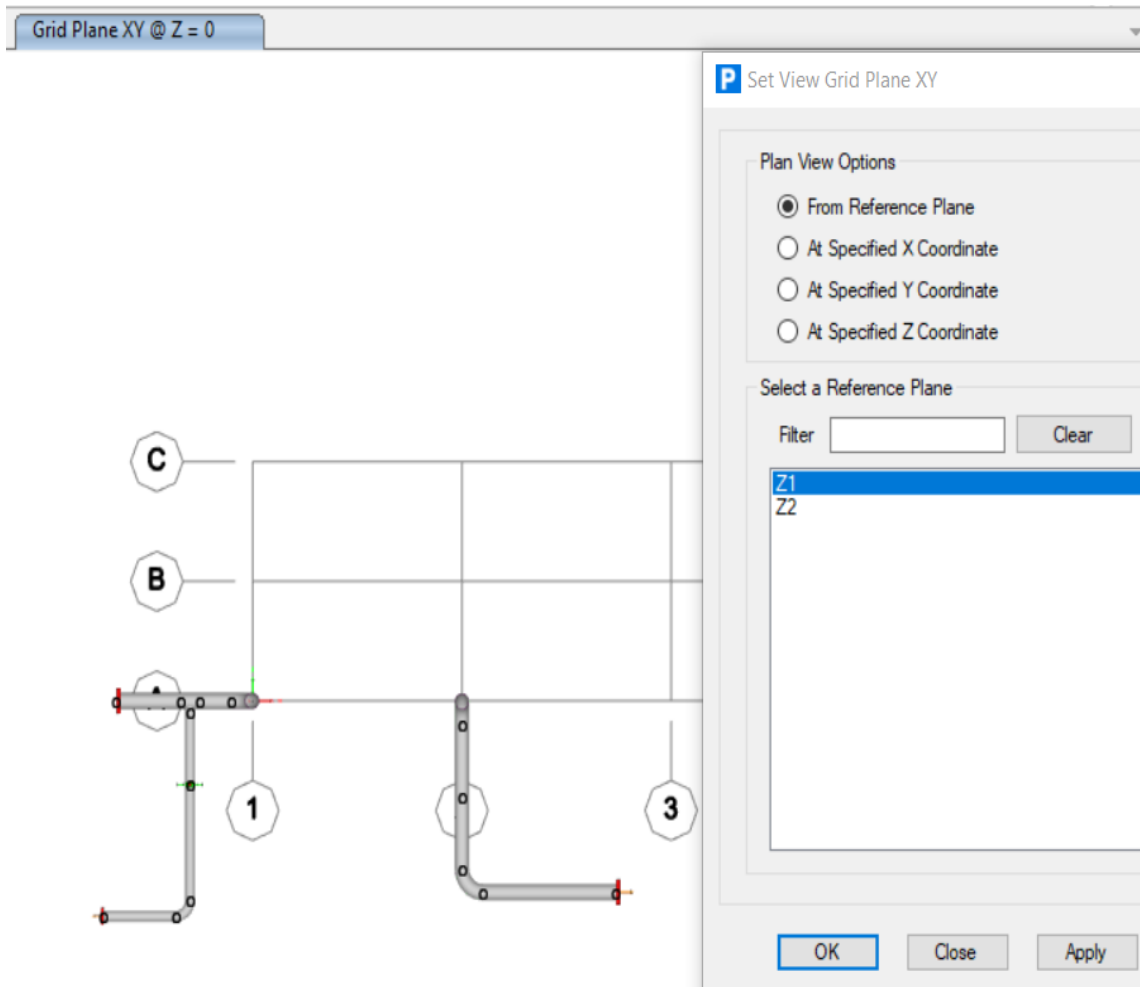 Grid Plane XY @ Z = 0
P Set View Grid Plane XY
Plan View Options
From Reference Plane
At Specified X Coordinate
At Specified Y Coordinate
At Specified Z Coordinate
Select a Reference Plane
Filter Clear
Z1
Z2
OK Close Apply
C
B
A
1 3